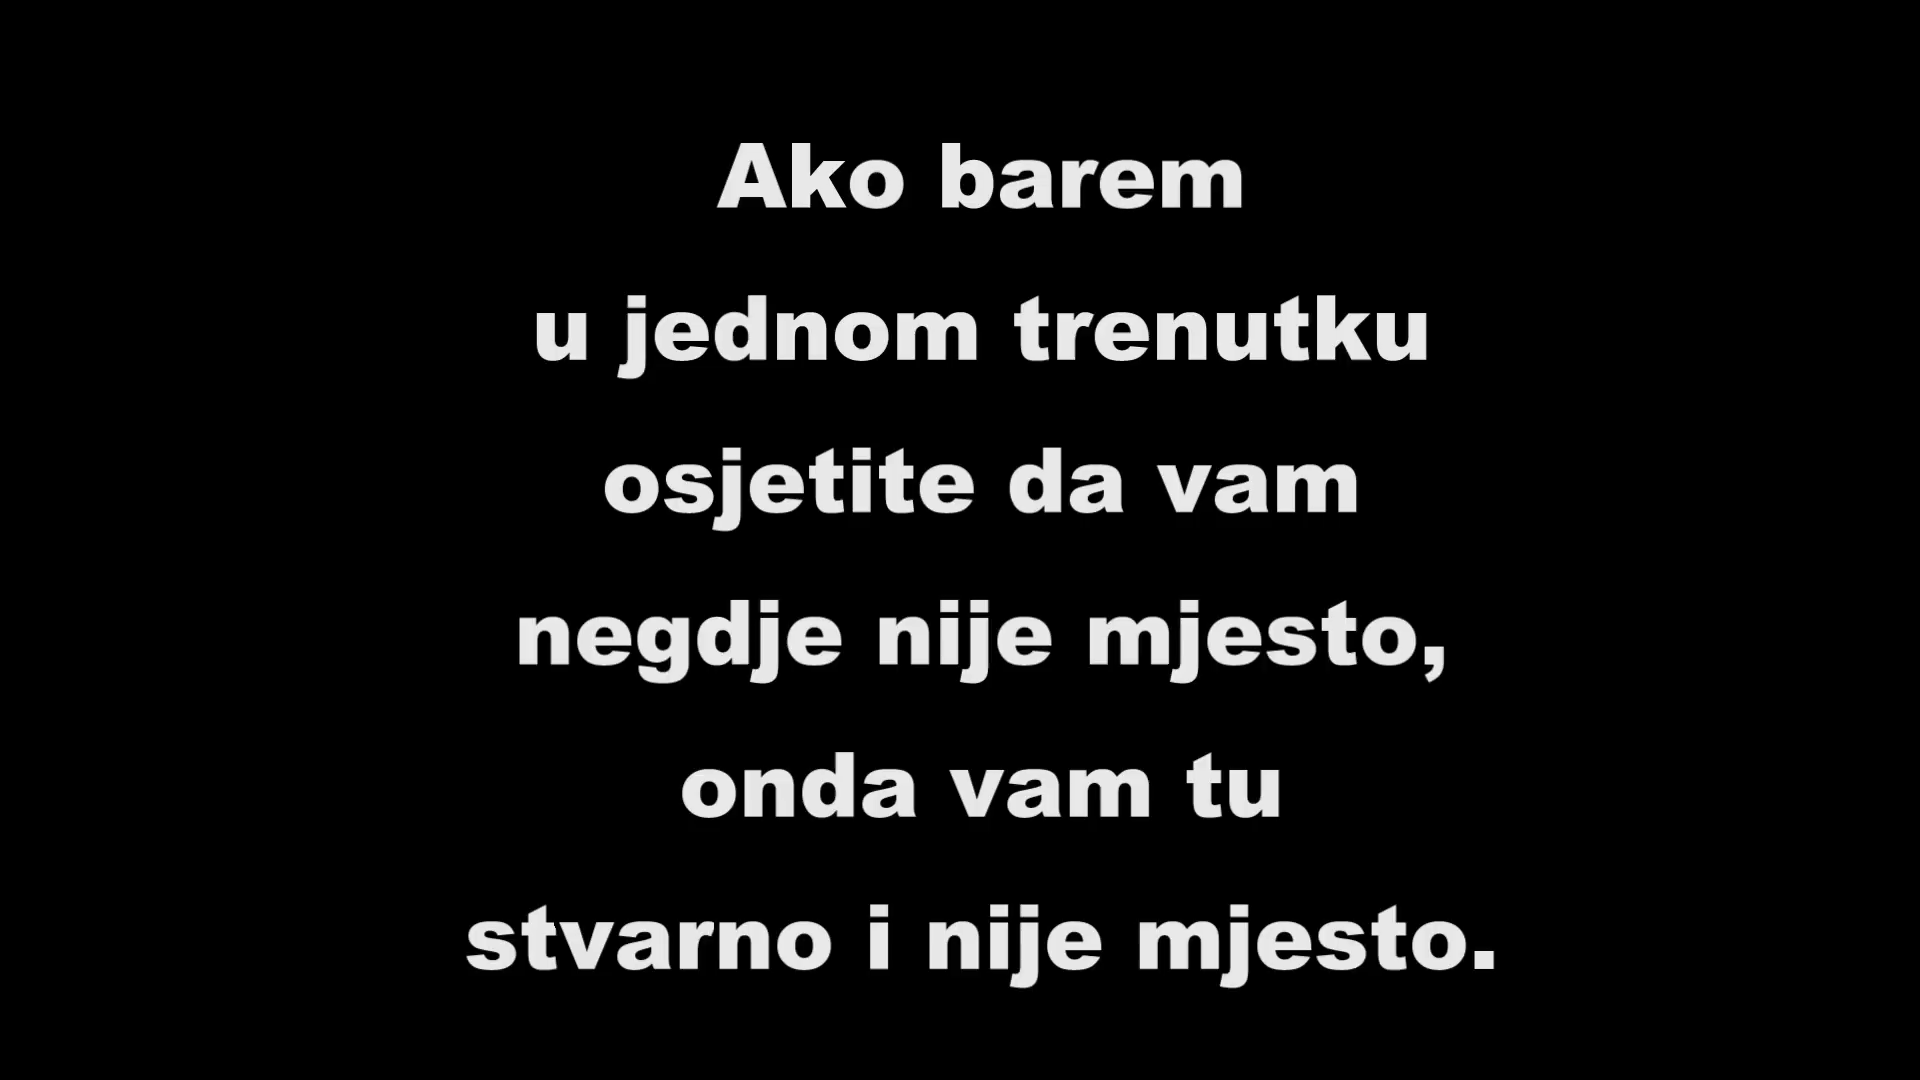 Ako barem
u jednom trenutku
osjetite da vam
negdje nije mjesto,
onda vam tu
stvarno i nije mjesto.